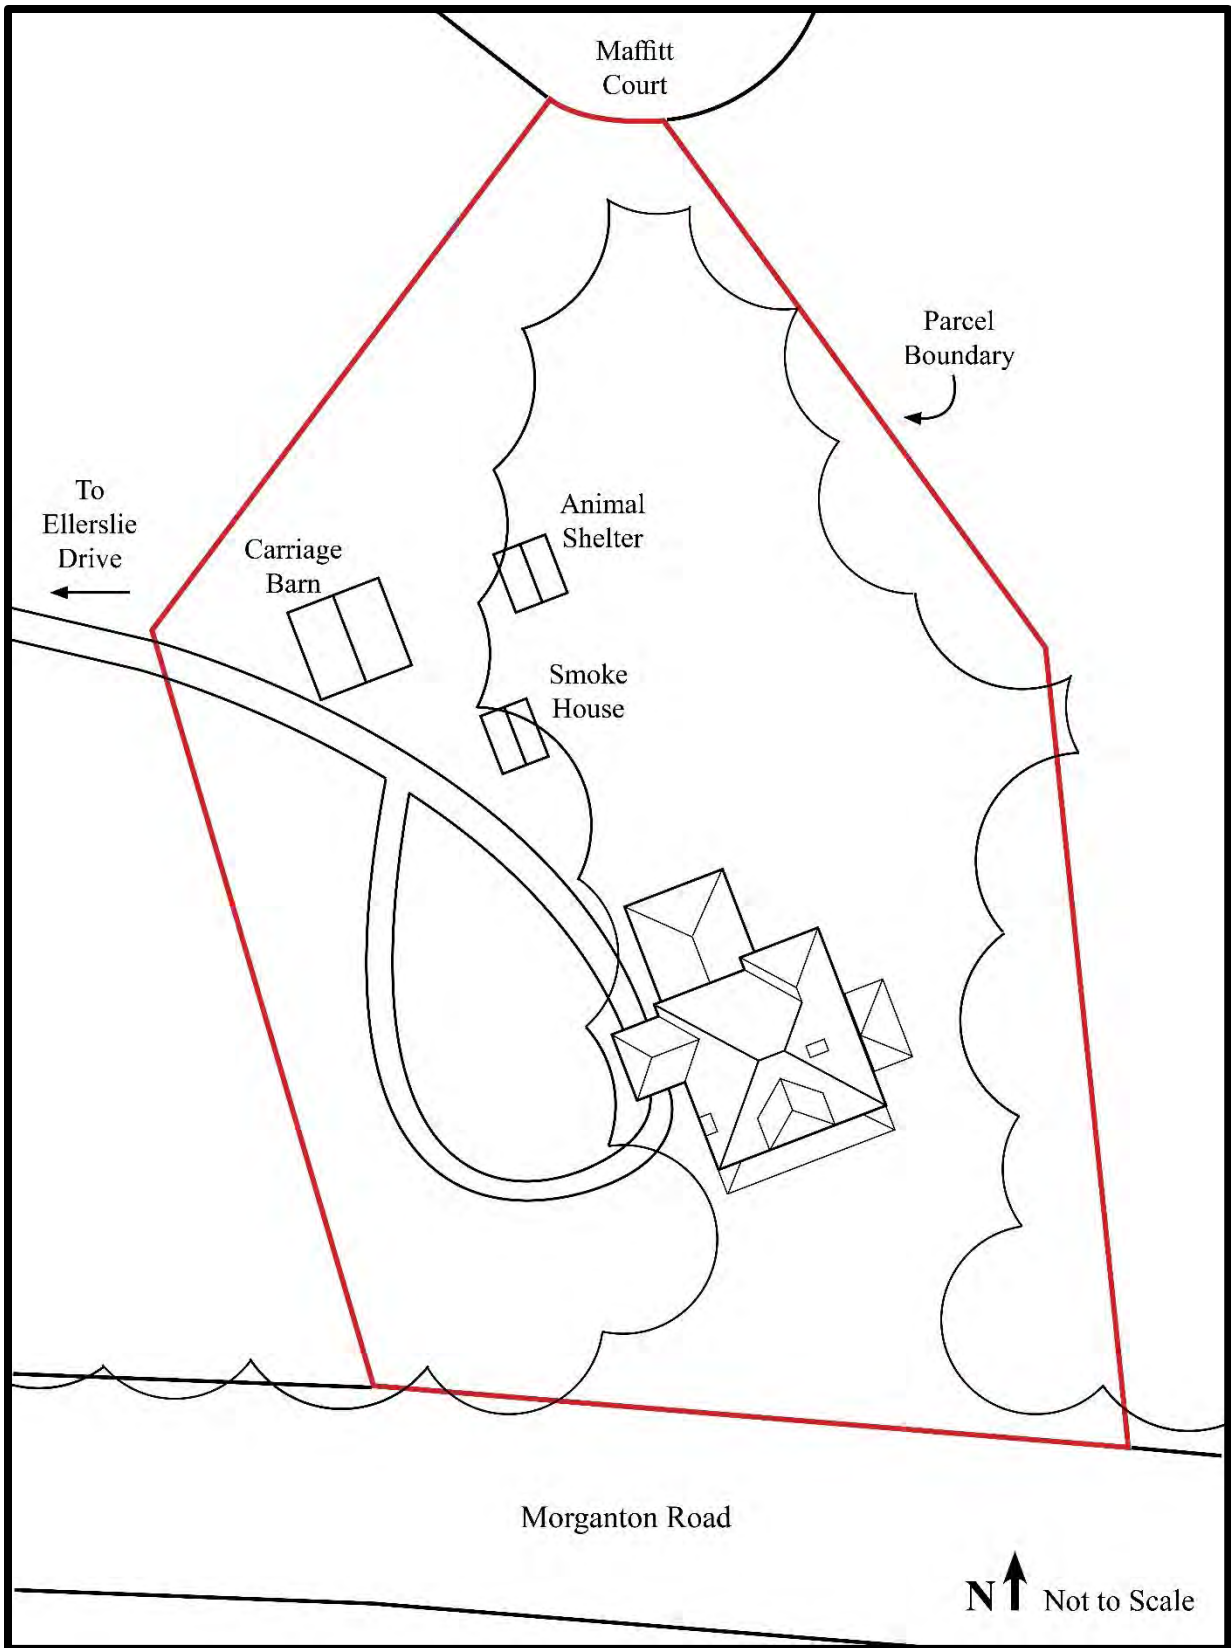 Maffitt
Court
Parcel
Boundary
To
Ellerslie
Drive
Animal
Shelter
Carriage
Barn
Smoke
House
Morganton Road
N Not to Scale